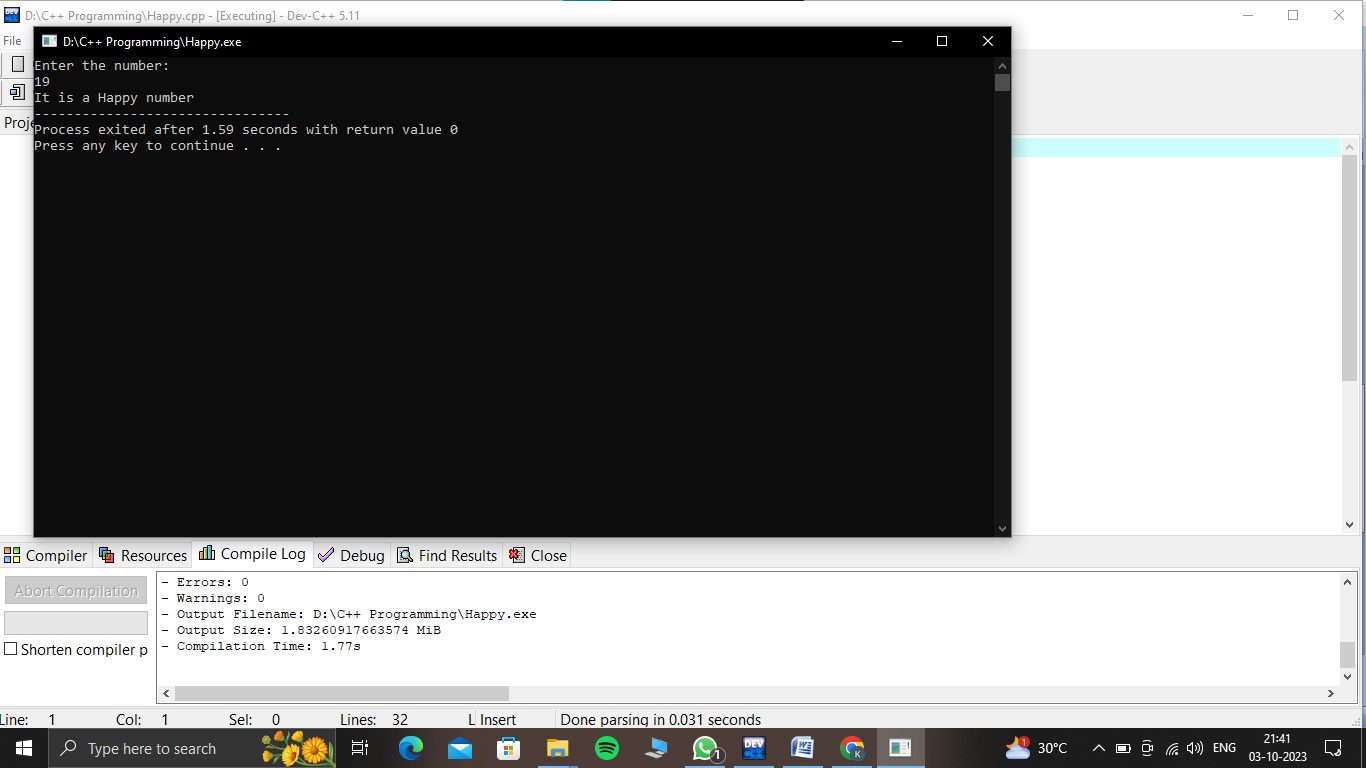 D:\C++ Programming\Happy.cpp - [Executing] - Dev-C++ 5.11
File
D:\C++ Programming\Happy.exe
Enter the number:
19
It is a Happy number
--------------------------------
Process exited after 1.59 seconds with return value 0
Press any key to continue . . .
Proje
Compiler Resources Compile Log Debug Find Results Close
Abort Compilation
Shorten compiler p
- Errors: 0
- Warnings: 0
- Output Filename: D:\C++ Programming\Happy.exe
- Output Size: 1.83260917663574 MiB
- Compilation Time: 1.77s
Line: 1 Col: 1 Sel: 0 Lines: 32 L Insert Done parsing in 0.031 seconds
Type here to search
1
DEV
K
1
30°C
ENG
21:41
03-10-2023